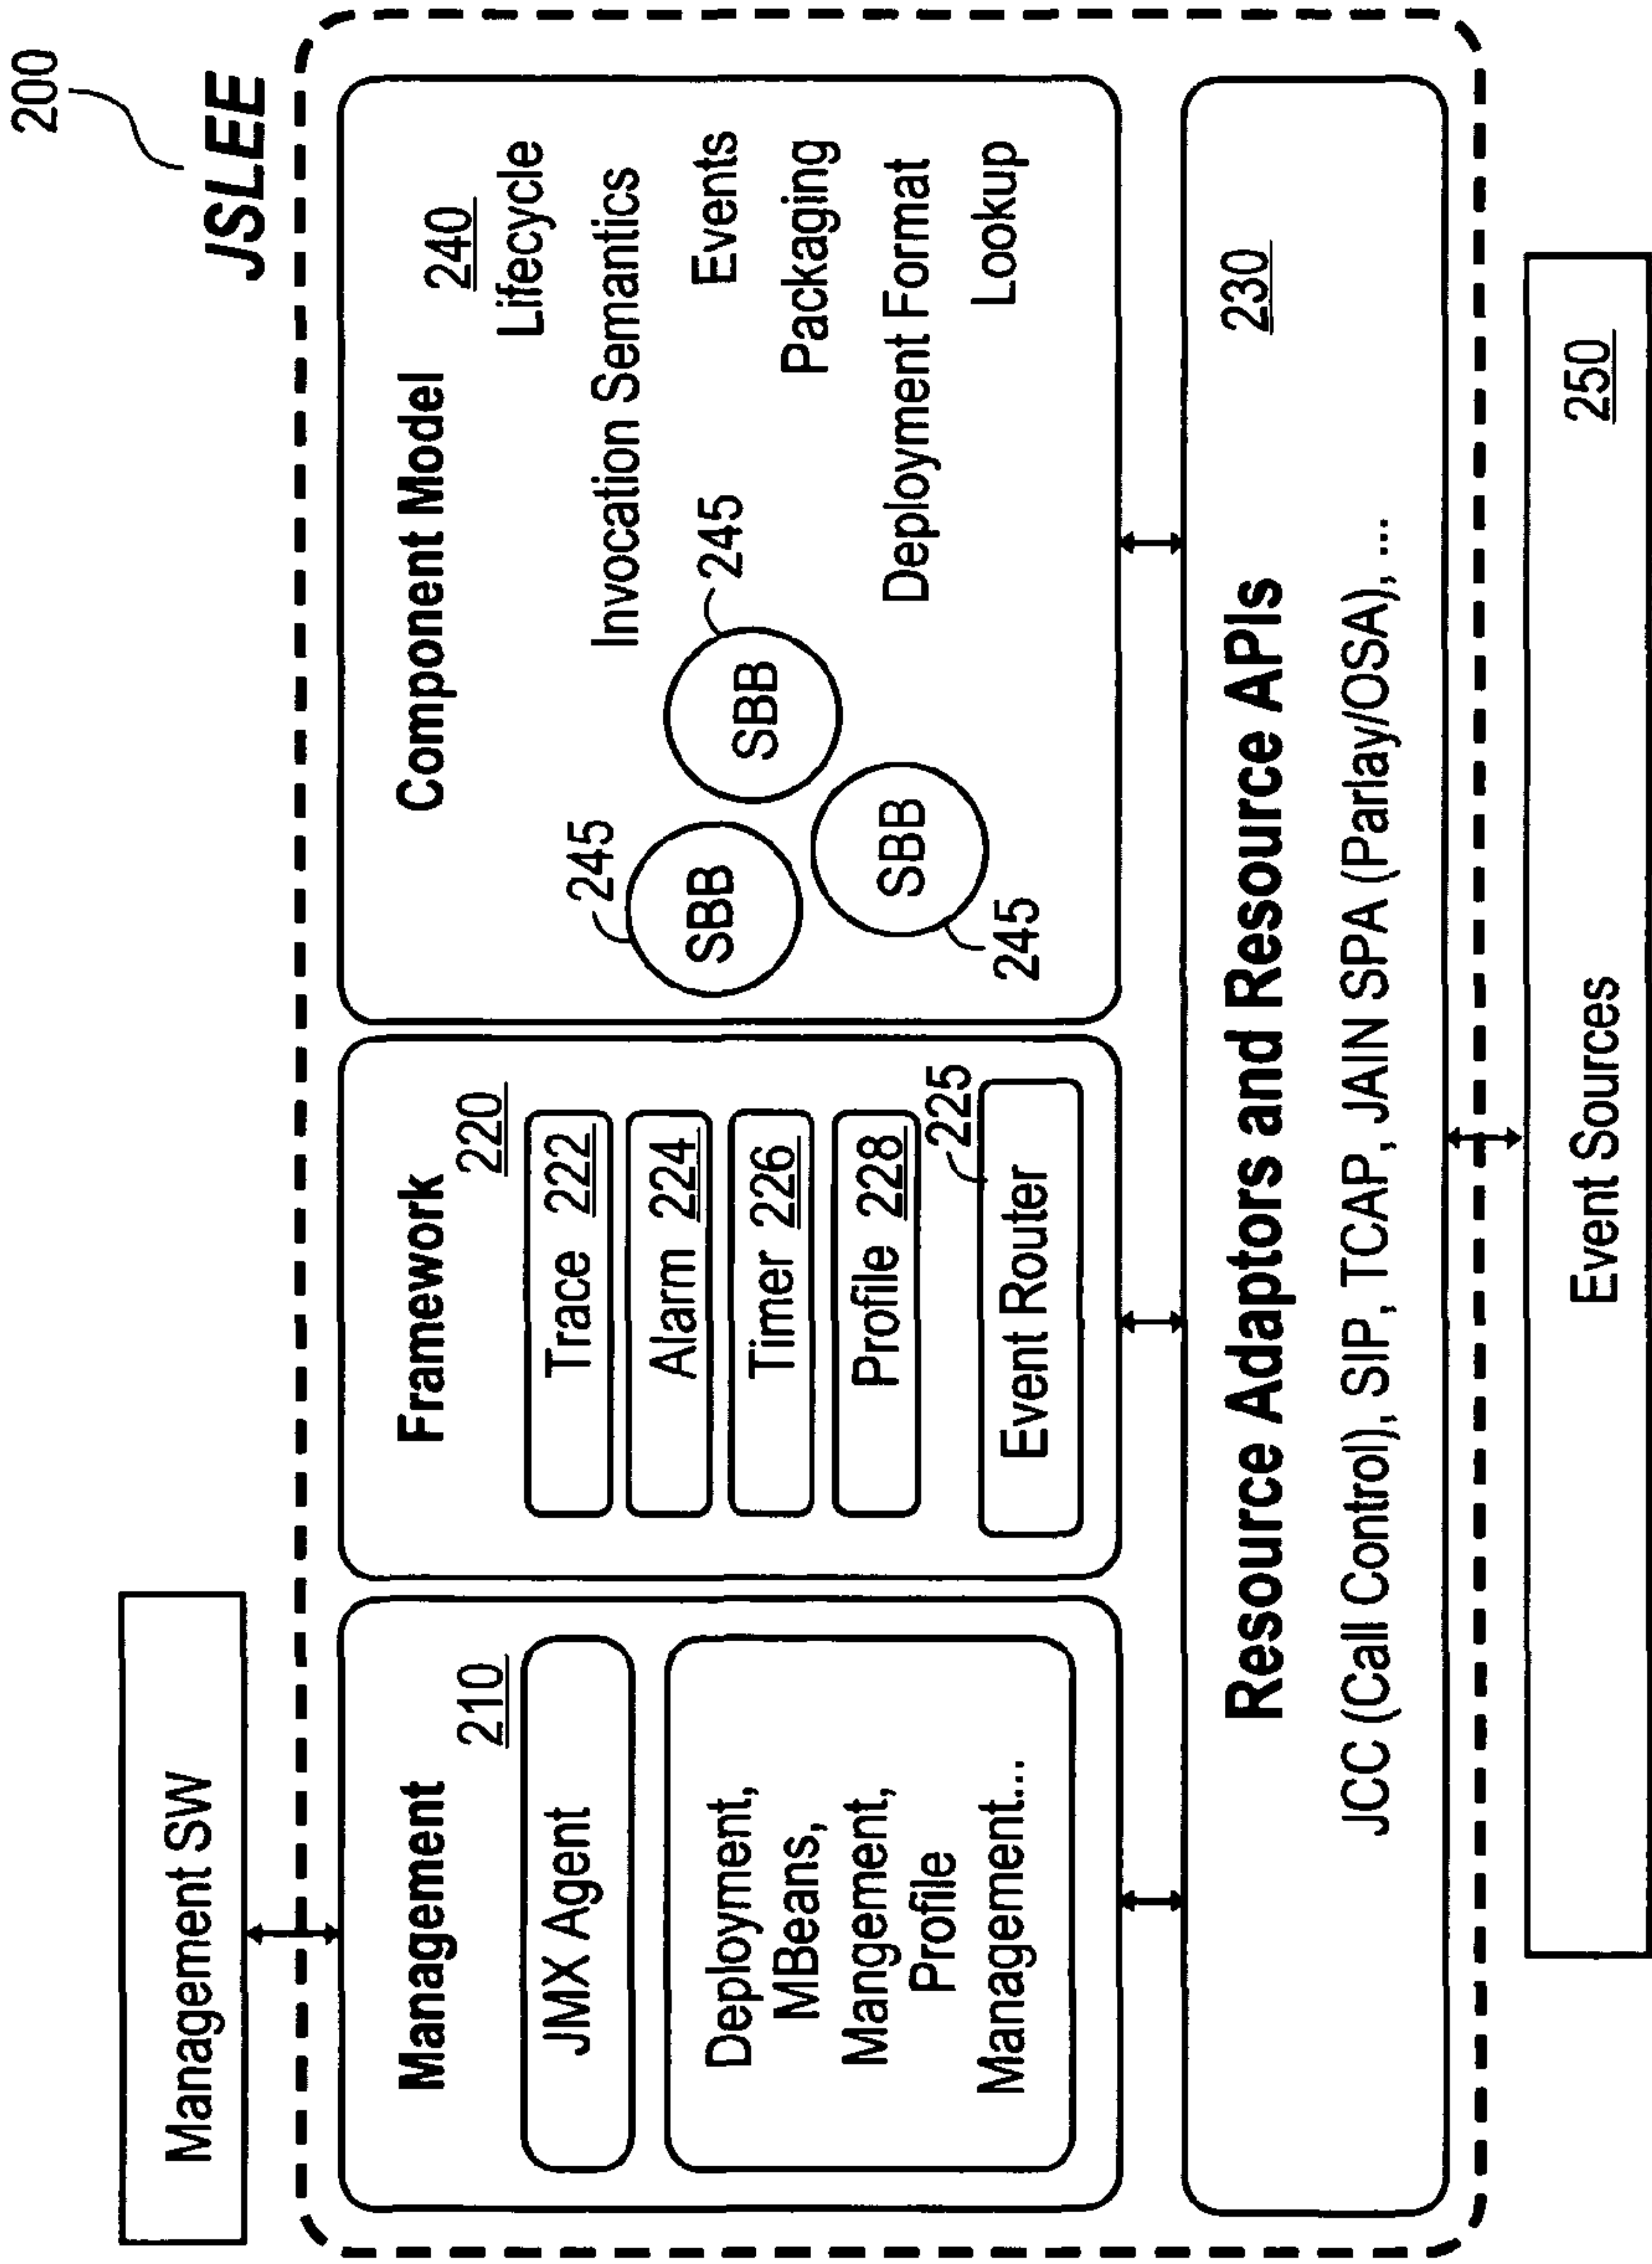 200
JSLEE
Management SW
Management
210
JMX Agent
Deployment,
MBeans,
Mangement,
Profile
Management...
Framework
220
Trace 222
Alarm 224
Timer 226
Profile 228
225
Event Router
Component Model
240
Lifecycle
Invocation Semantics
Events
Packaging
Deployment Format
Lookup
245
SBB
245
SBB
SBB
245
230
Resource Adaptors and Resource APIs
JCC (Call Control), SIP, TCAP, JAIN SPA (Parlay/OSA), ...
Event Sources
250